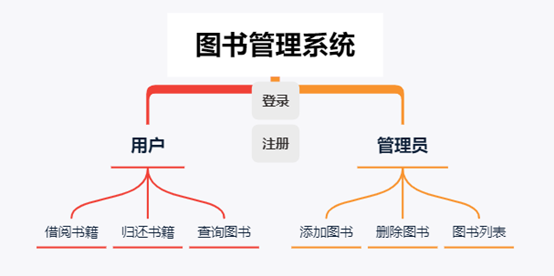 图书管理系统
登录
注册
用户
管理员
借阅书籍
归还书籍
查询图书
添加图书
删除图书
图书列表